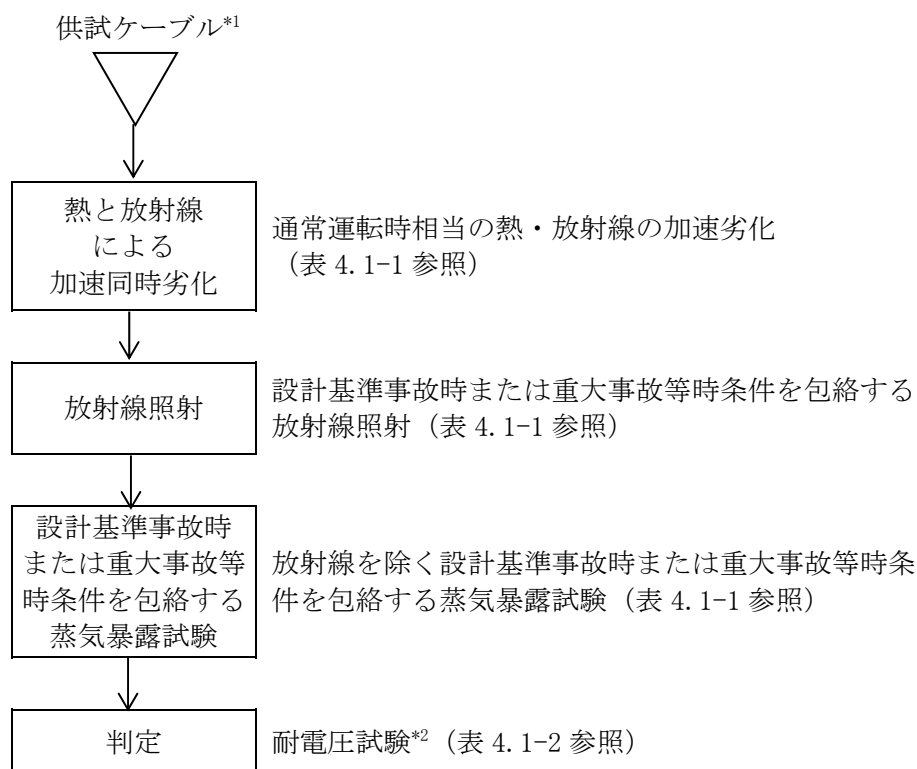 供試ケーブル*1
熱と放射線
による
加速同時劣化
通常運転時相当の熱・放射線の加速劣化
（表 4.1-1 参照）
放射線照射
設計基準事故時または重大事故等時条件を包絡する
放射線照射（表 4.1-1 参照）
設計基準事故時
または重大事故等
時条件を包絡する
蒸気暴露試験
放射線を除く設計基準事故時または重大事故等時条
件を包絡する蒸気暴露試験（表 4.1-1 参照）
判定
耐電圧試験*2（表 4.1-2 参照）